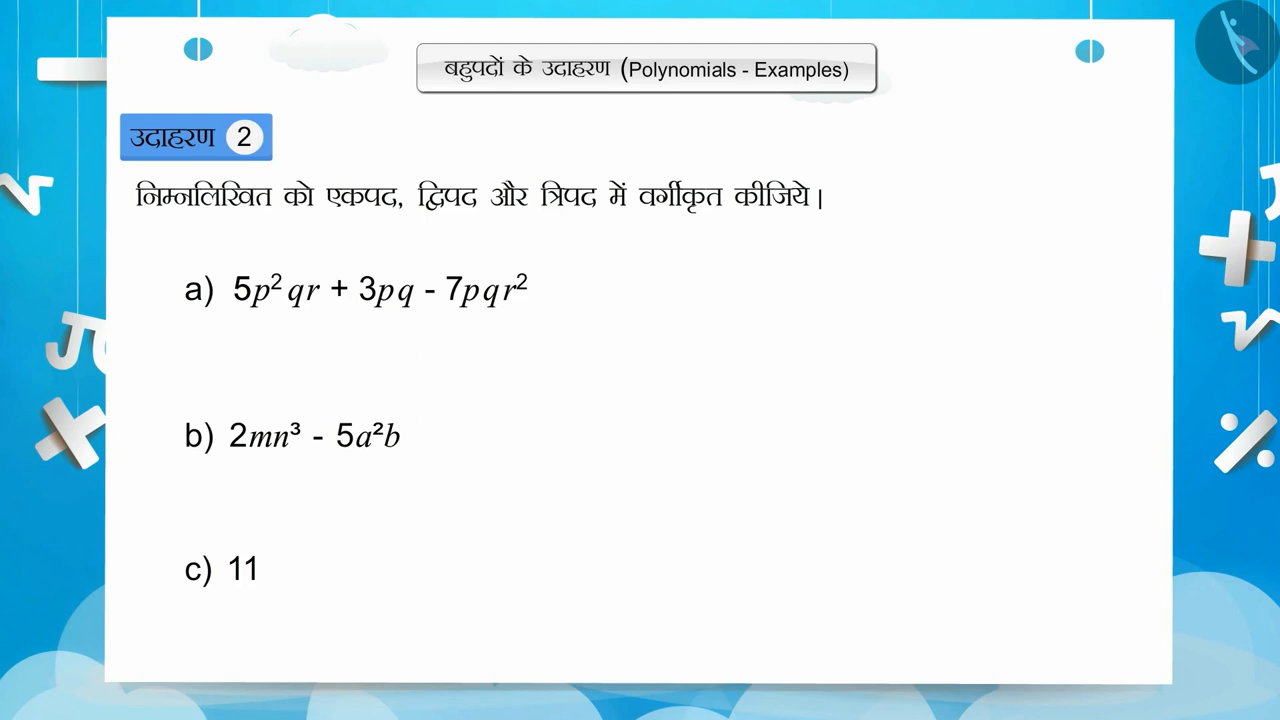 बहुपदों के उदाहरण (Polynomials - Examples)
उदाहरण 2
निम्नलिखित को एकपद, द्विपद और त्रिपद में वर्गीकृत कीजिये।
a) 5p²qr + 3pq - 7pqr²
b) 2mn³ - 5a²b
c) 11